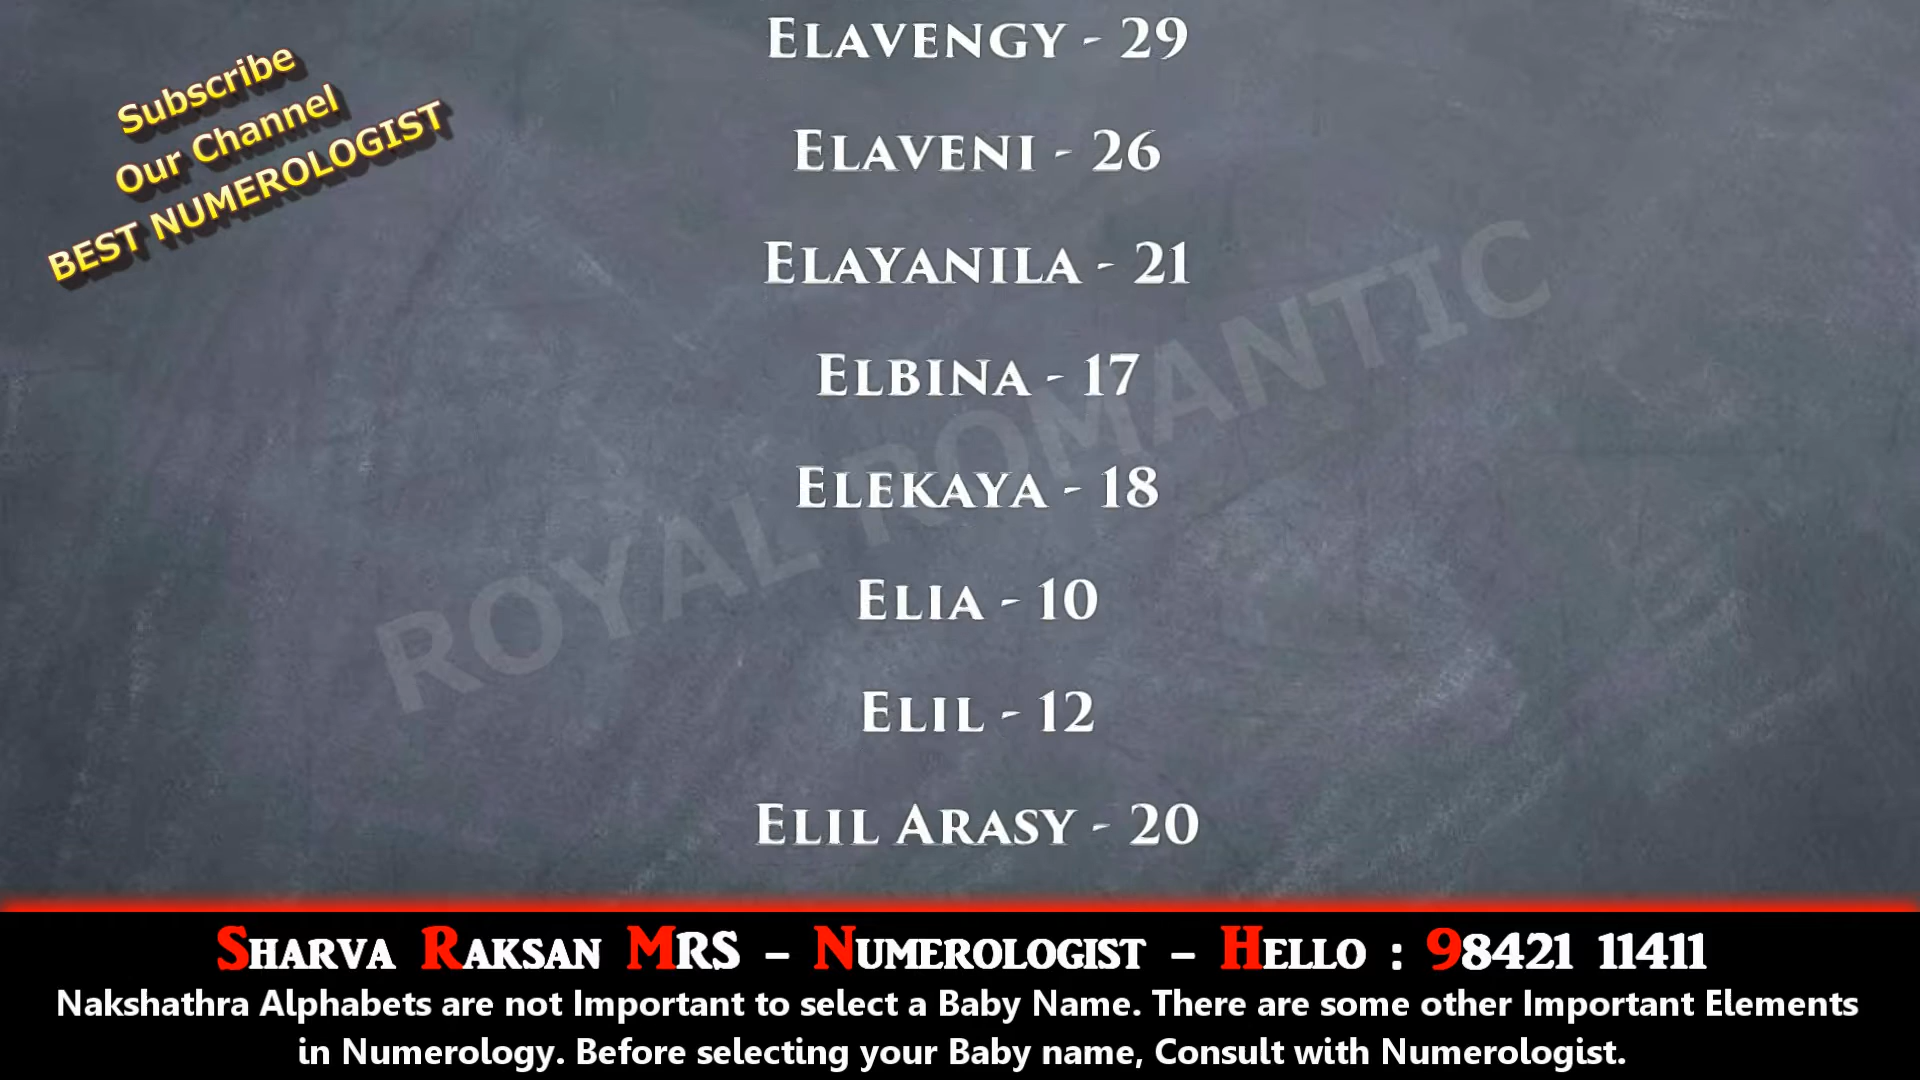 Subscribe
Our Channel
BEST NUMEROLOGIST
ELAVENGY - 29
ELAVENI - 26
ELAYANILA - 21
ELBINA - 17
ELEKAYA - 18
ELIA - 10
ELIL - 12
ELIL ARASY - 20
ROYAL ROMANTIC
SHARVA RAKSAN MRS – NUMEROLOGIST – HELLO : 98421 11411
Nakshathra Alphabets are not Important to select a Baby Name. There are some other Important Elements
in Numerology. Before selecting your Baby name, Consult with Numerologist.